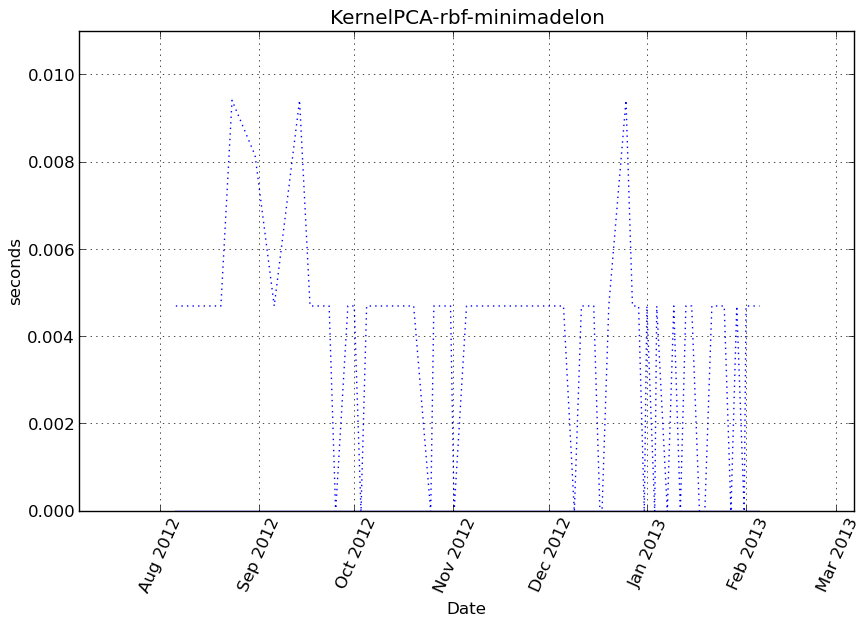 KernelPCA-rbf-minimadelon
0.010
0.008
0.006
0.004
0.002
0.000
seconds
Aug 2012
Sep 2012
Oct 2012
Nov 2012
Dec 2012
Jan 2013
Feb 2013
Mar 2013
Date